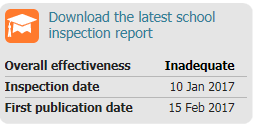 Download the latest school
inspection report
Overall effectiveness Inadequate
Inspection date 10 Jan 2017
First publication date 15 Feb 2017